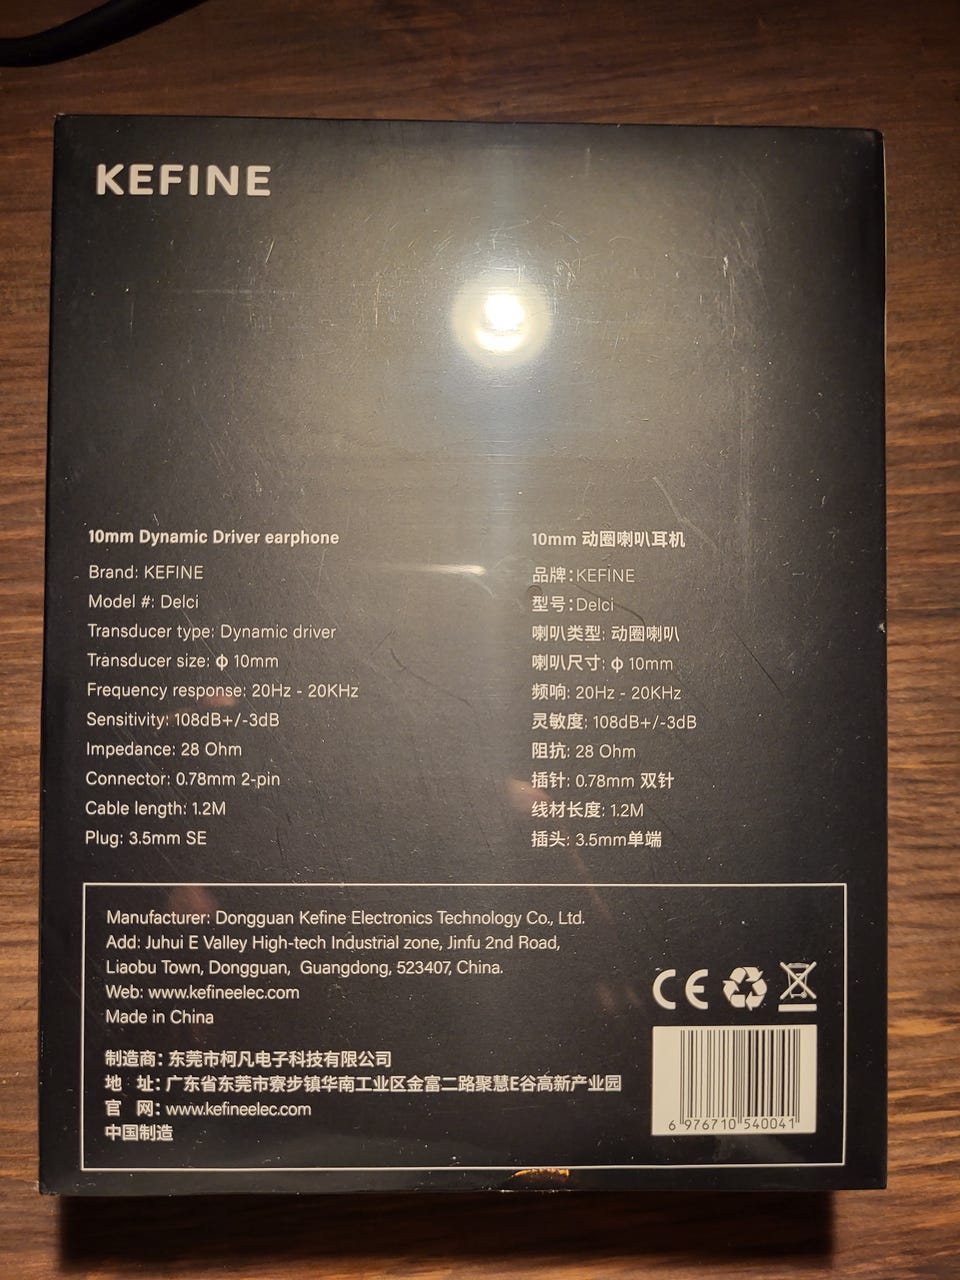 KEFINE
10mm Dynamic Driver earphone
Brand: KEFINE
Model #: Delci
Transducer type: Dynamic driver
Transducer size: ϕ 10mm
Frequency response: 20Hz - 20KHz
Sensitivity: 108dB+/-3dB
Impedance: 28 Ohm
Connector: 0.78mm 2-pin
Cable length: 1.2M
Plug: 3.5mm SE
10mm 动圈喇叭耳机
品牌:KEFINE
型号:Delci
喇叭类型: 动圈喇叭
喇叭尺寸: ϕ 10mm
频响: 20Hz - 20KHz
灵敏度: 108dB+/-3dB
阻抗: 28 Ohm
插针: 0.78mm 双针
线材长度: 1.2M
插头: 3.5mm单端
Manufacturer: Dongguan Kefine Electronics Technology Co., Ltd.
Add: Juhui E Valley High-tech Industrial zone, Jinfu 2nd Road,
Liaobu Town, Dongguan, Guangdong, 523407, China.
Web: www.kefineelec.com
Made in China
制造商: 东莞市柯凡电子科技有限公司
地 址: 广东省东莞市寮步镇华南工业区金富二路聚慧E谷高新产业园
官 网: www.kefineelec.com
中国制造
CE
6 976710 540041